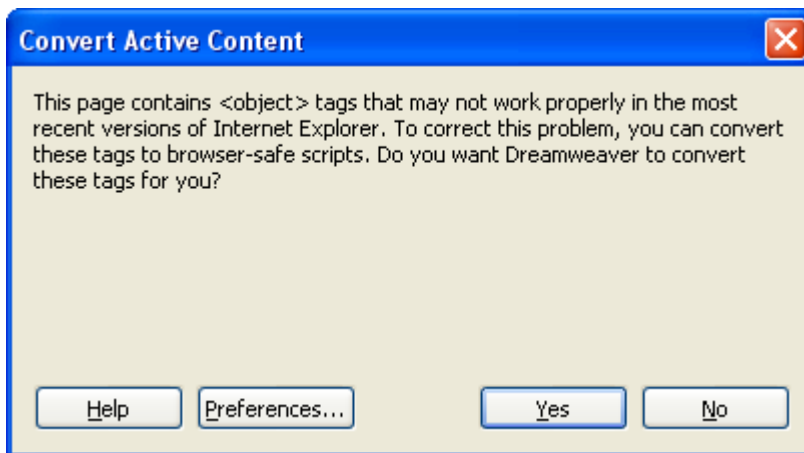 Convert Active Content
This page contains <object> tags that may not work properly in the most
recent versions of Internet Explorer. To correct this problem, you can convert
these tags to browser-safe scripts. Do you want Dreamweaver to convert
these tags for you?
Help Preferences... Yes No